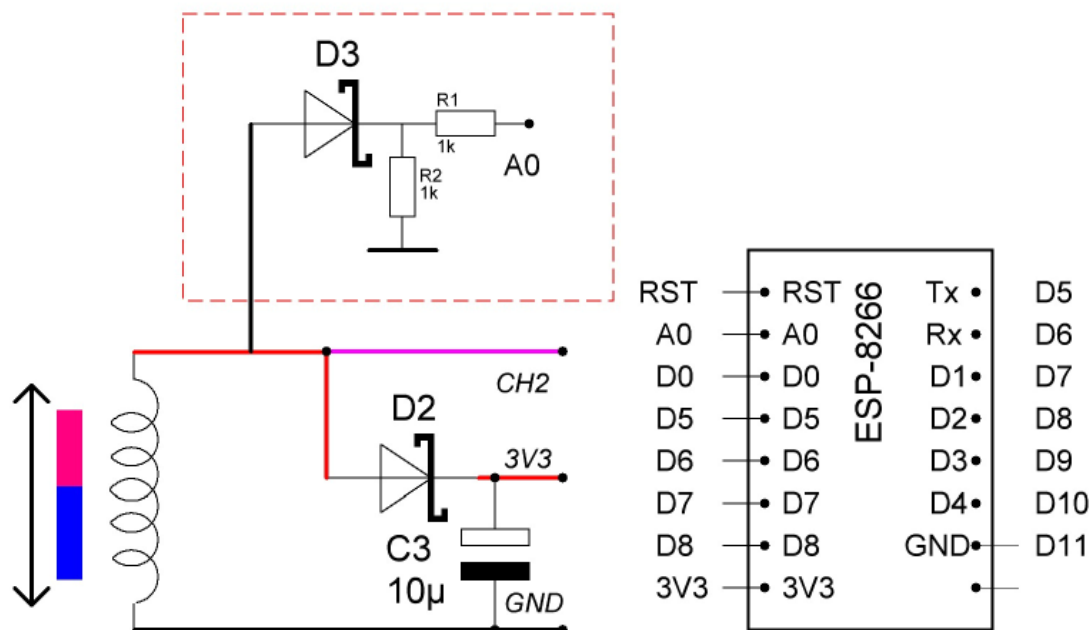 D3
R1
1k
A0
R2
1k
CH2
D2
3V3
C3
10µ
GND
ESP-8266
RST RST Tx D5
A0 A0 Rx D6
D0 D0 D1 D7
D5 D5 D2 D8
D6 D6 D3 D9
D7 D7 D4 D10
D8 D8 GND D11
3V3 3V3